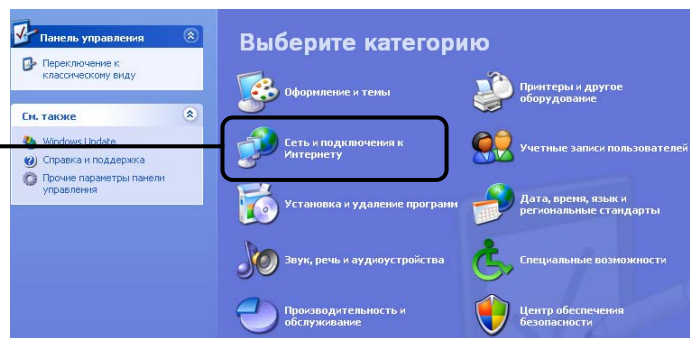 Панель управления
Переключение к
классическому виду
См. также
Windows Update
Справка и поддержка
Прочие параметры панели
управления
Выберите категорию
Оформление и темы
Принтеры и другое
оборудование
Сеть и подключения к
Интернету
Учетные записи пользователей
Установка и удаление программ
Дата, время, язык и
региональные стандарты
Звук, речь и аудиоустройства
Специальные возможности
Производительность и
обслуживание
Центр обеспечения
безопасности